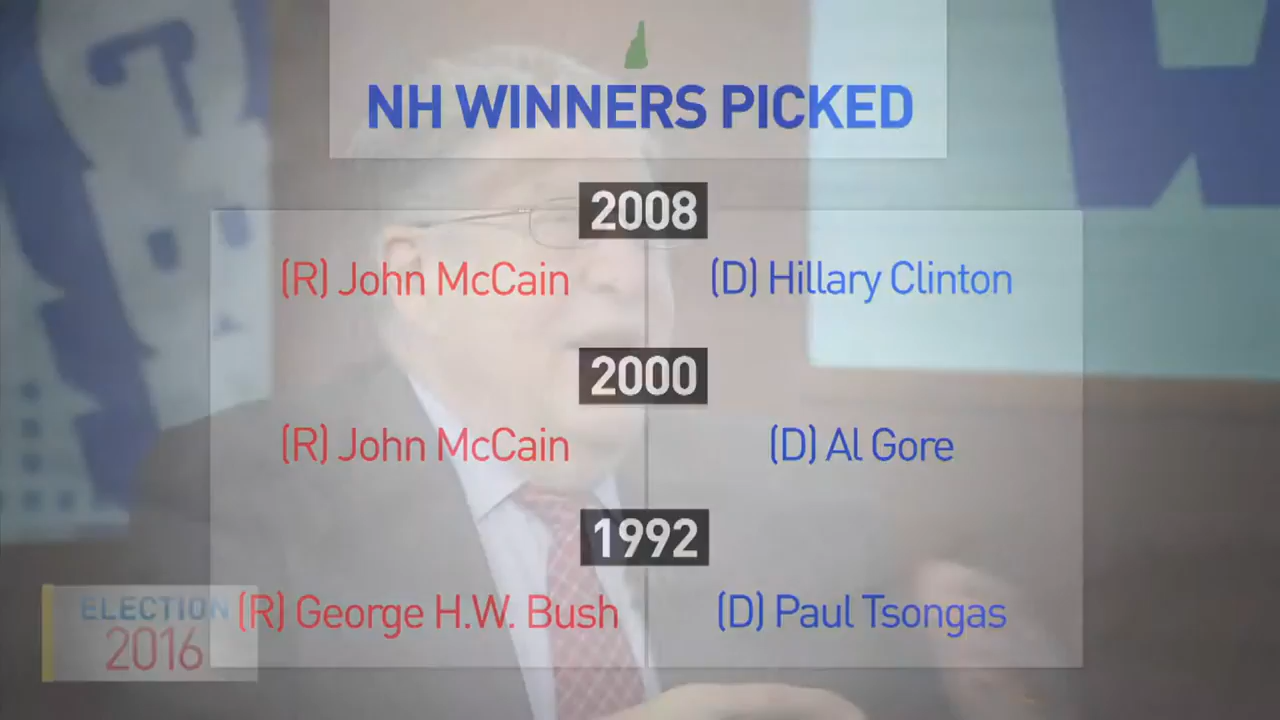 NH WINNERS PICKED
2008
(R) John McCain
(D) Hillary Clinton
2000
(R) John McCain
(D) Al Gore
1992
(R) George H.W. Bush
(D) Paul Tsongas
ELECTION
2016